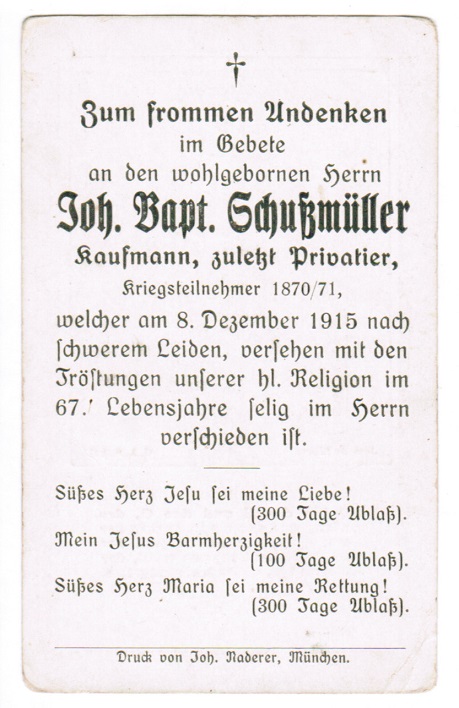 Zum frommen Andenken
im Gebete
an den wohlgebornen Herrn
Joh. Bapt. Schußmüller
Kaufmann, zuletzt Privatier,
Kriegsteilnehmer 1870/71,
welcher am 8. Dezember 1915 nach
schwerem Leiden, versehen mit den
Tröstungen unserer hl. Religion im
67. Lebensjahre selig im Herrn
verschieden ist.
Süßes Herz Jesu sei meine Liebe!
(300 Tage Ablaß).
Mein Jesus Barmherzigkeit!
(100 Tage Ablaß).
Süßes Herz Maria sei meine Rettung!
(300 Tage Ablaß).
Druck von Joh. Naderer, München.